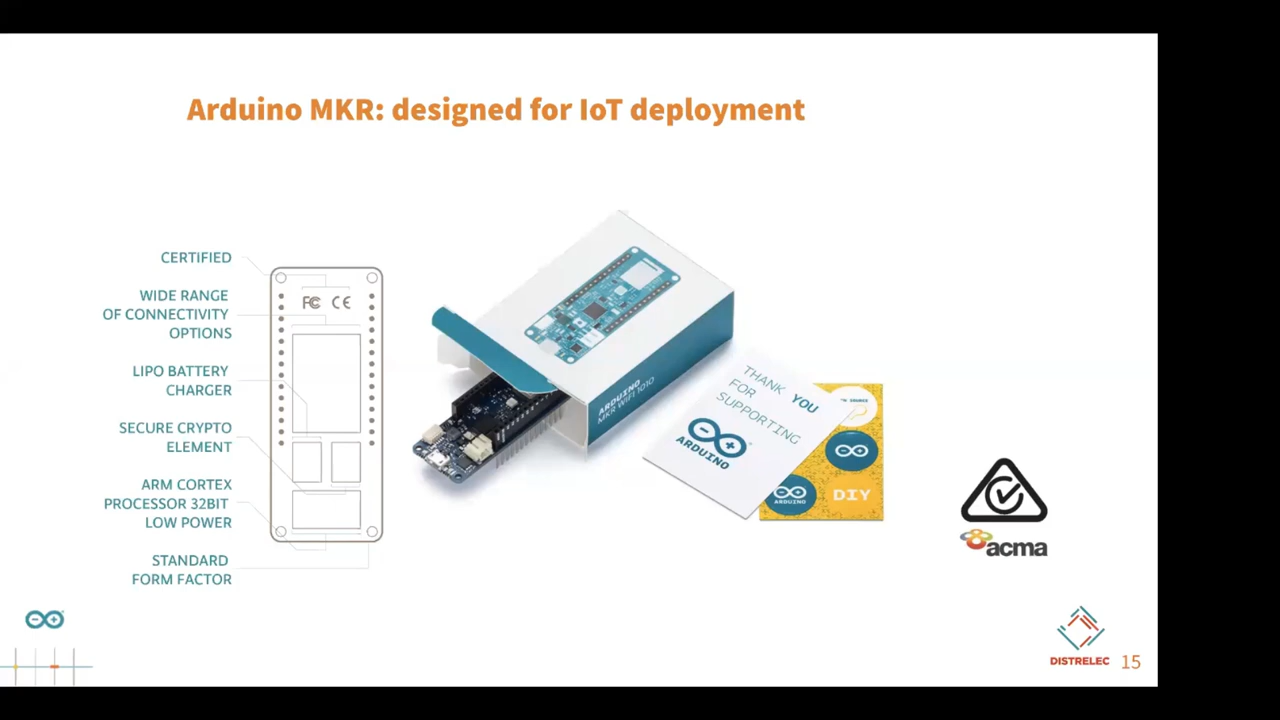 Arduino MKR: designed for IoT deployment
CERTIFIED
WIDE RANGE
OF CONNECTIVITY
OPTIONS
LIPO BATTERY
CHARGER
SECURE CRYPTO
ELEMENT
ARM CORTEX
PROCESSOR 32BIT
LOW POWER
STANDARD
FORM FACTOR
FC CE
ARDUINO
MKR WIFI 1010
THANK YOU
FOR
SUPPORTING
ARDUINO
ARDUINO
DIY
acma
DISTRELEC
15